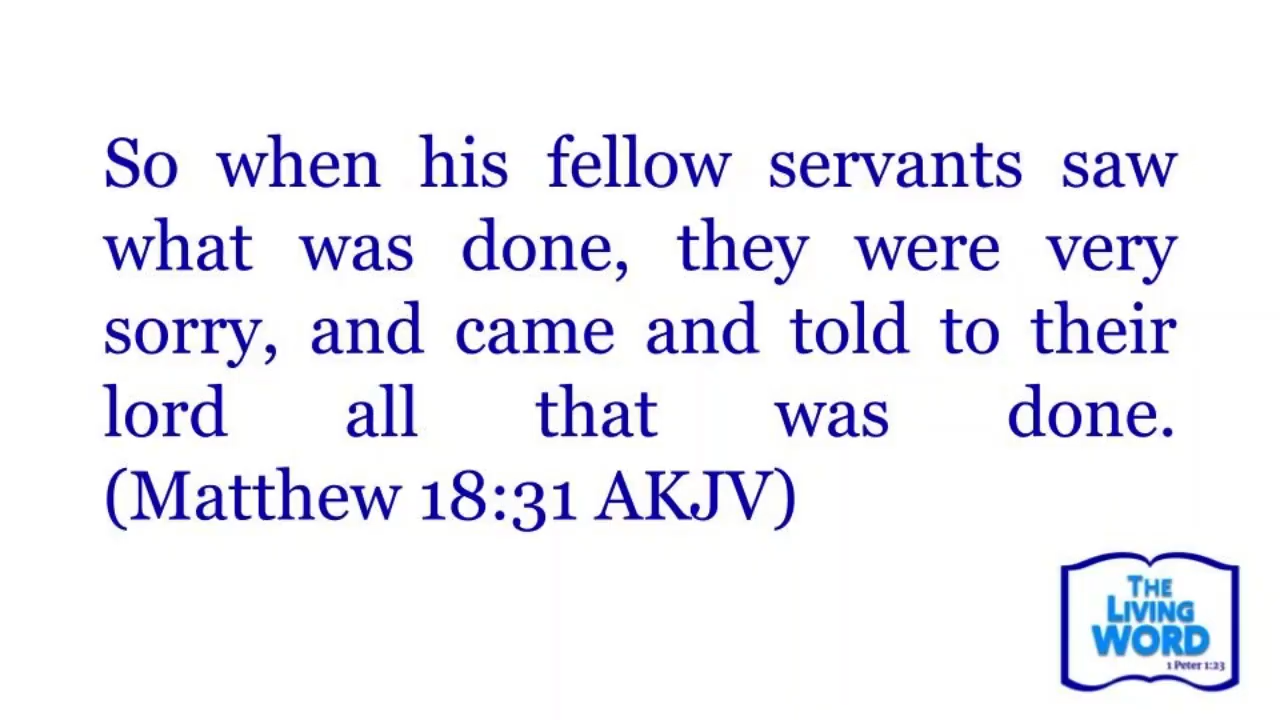 So when his fellow servants saw
what was done, they were very
sorry, and came and told to their
lord all that was done.
(Matthew 18:31 AKJV)
THE
LIVING
WORD
1 Peter 1:23